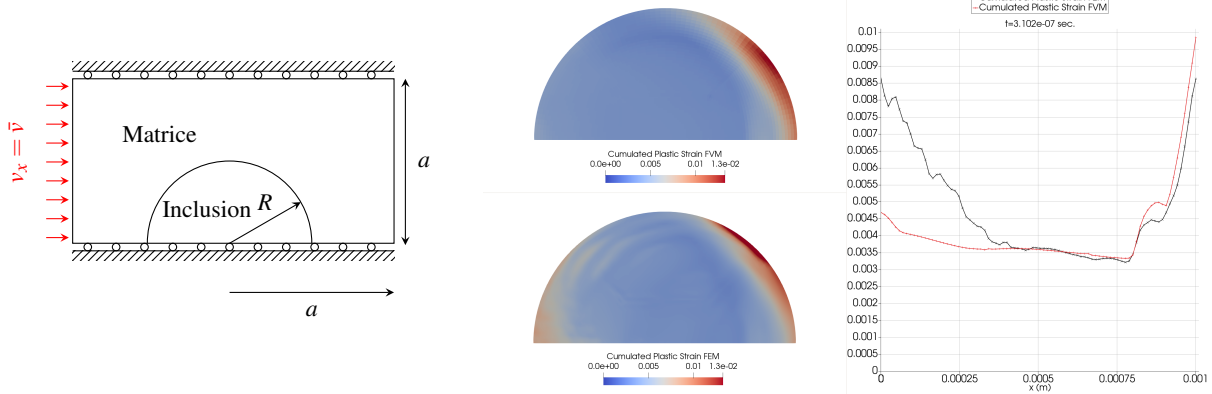 Matrice
v_x = v̄
a
Inclusion
R
a
Cumulated Plastic Strain FVM
0.0e+00 0.005 0.01 1.3e-02
Cumulated Plastic Strain FEM
0.0e+00 0.005 0.01 1.3e-02
Cumulated Plastic Strain FVM
t=3.102e-07 sec.
0.01
0.0095
0.009
0.0085
0.008
0.0075
0.007
0.0065
0.006
0.0055
0.005
0.0045
0.004
0.0035
0.003
0.0025
0.002
0.0015
0.001
0.0005
0
0 0.00025 0.0005 0.00075 0.001
x (m)